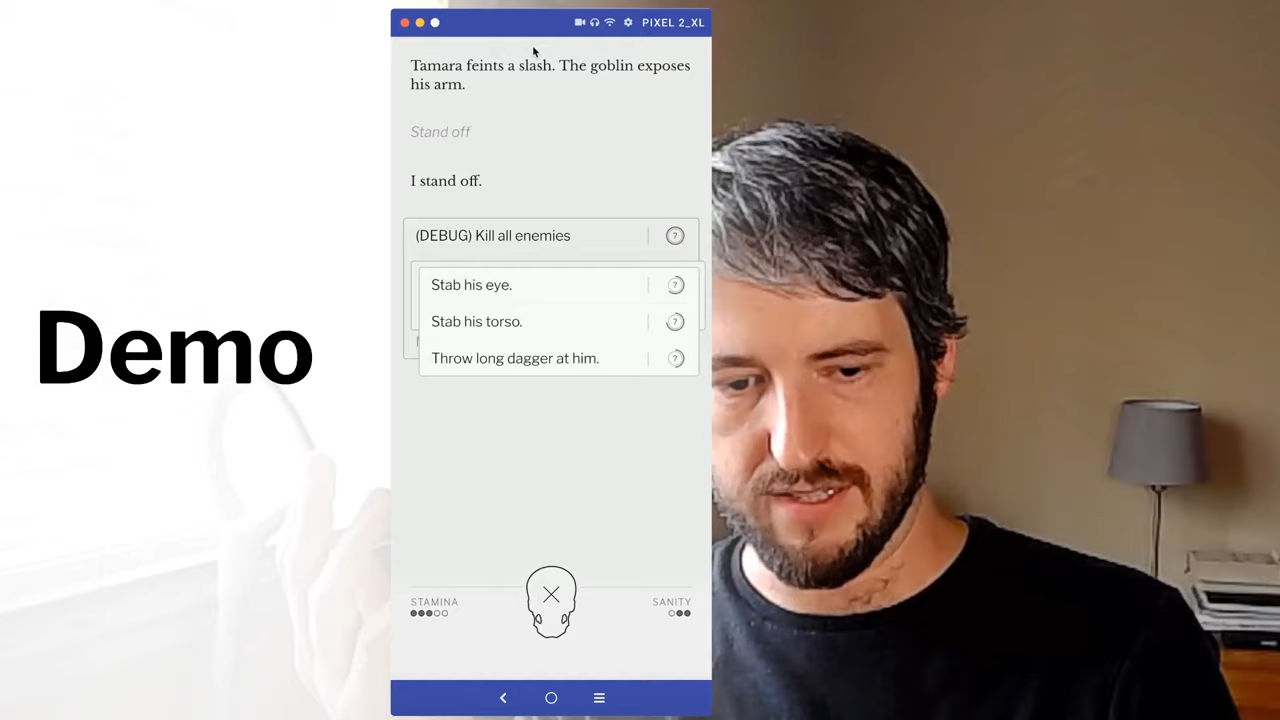 PIXEL 2_XL
Tamara feints a slash. The goblin exposes
his arm.
Stand off
I stand off.
(DEBUG) Kill all enemies
?
Stab his eye.
?
Stab his torso.
?
Throw long dagger at him.
?
Demo
STAMINA
SANITY